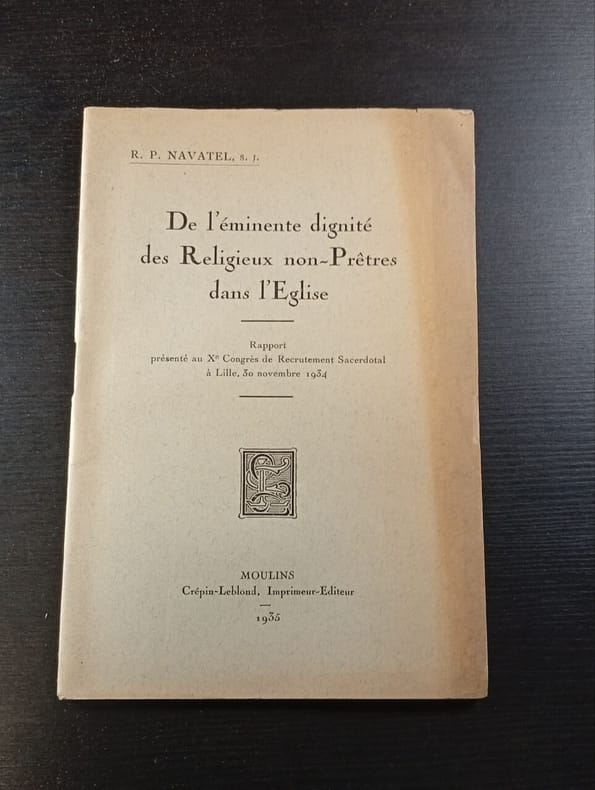 R. P. NAVATEL, S. J.
De l'éminente dignité
des Religieux non-Prêtres
dans l'Eglise
Rapport
présenté au Xe Congrès de Recrutement Sacerdotal
à Lille, 30 novembre 1934
MOULINS
Crépin-Leblond, Imprimeur-Editeur
1935